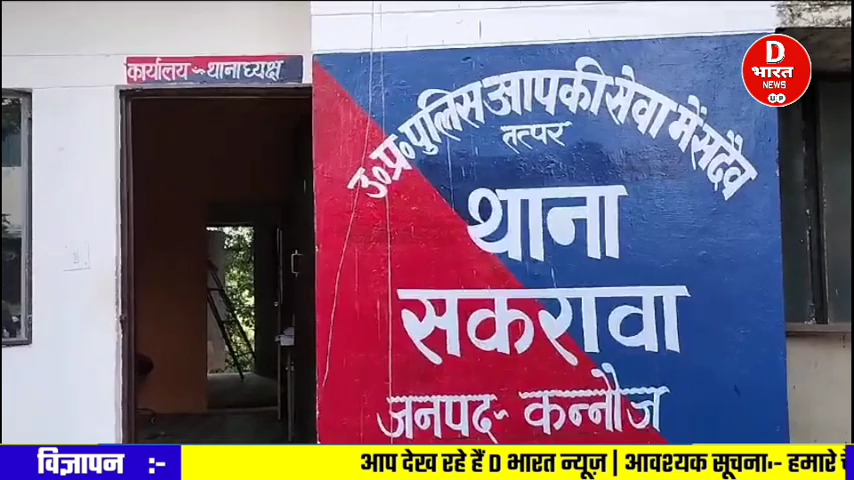 कार्यालय - थानाध्यक्ष
उ०प्र० पुलिस आपकी सेवा में सदैव
तत्पर
थाना
सकरावा
जनपद - कन्नौज
D
भारत
NEWS
UP
विज्ञापन :-
आप देख रहे हैं D भारत न्यूज़ | आवश्यक सूचना:- हमारे